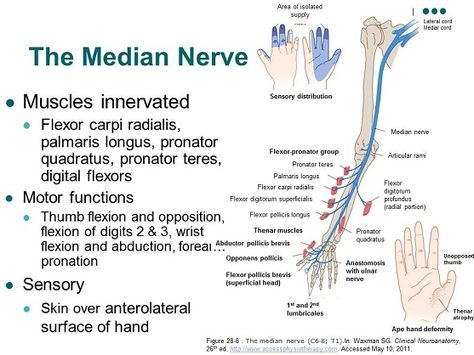 The Median Nerve
Muscles innervated
Flexor carpi radialis,
palmaris longus, pronator
quadratus, pronator teres,
digital flexors
Motor functions
Thumb flexion and opposition,
flexion of digits 2 & 3, wrist
flexion and abduction, forear…
pronation
Sensory
Skin over anterolateral
surface of hand
Area of isolated
supply
Sensory distribution
Lateral cord
Medial cord
Median nerve
Articular rami
Flexor-pronator group
Pronator teres
Palmaris longus
Flexor carpi radialis
Flexor digitorum superficialis
Flexor pollicis longus
Flexor
digitorum
profundus
(radial portion)
Thenar muscles
Abductor pollicis brevis
Opponens pollicis
Flexor pollicis brevis
(superficial head)
Pronator
quadratus
Anastomosis
with ulnar
nerve
1st and 2nd
lumbricales
Unopposed
thumb
Thenar
atrophy
Ape hand deformity
Figure 28-8 . The median nerve (C6-8; T1).In: Waxman SG. Clinical Neuroanatomy,
26th ed. http://www.accessphysiotherapy.com. Accessed May 10, 2011.